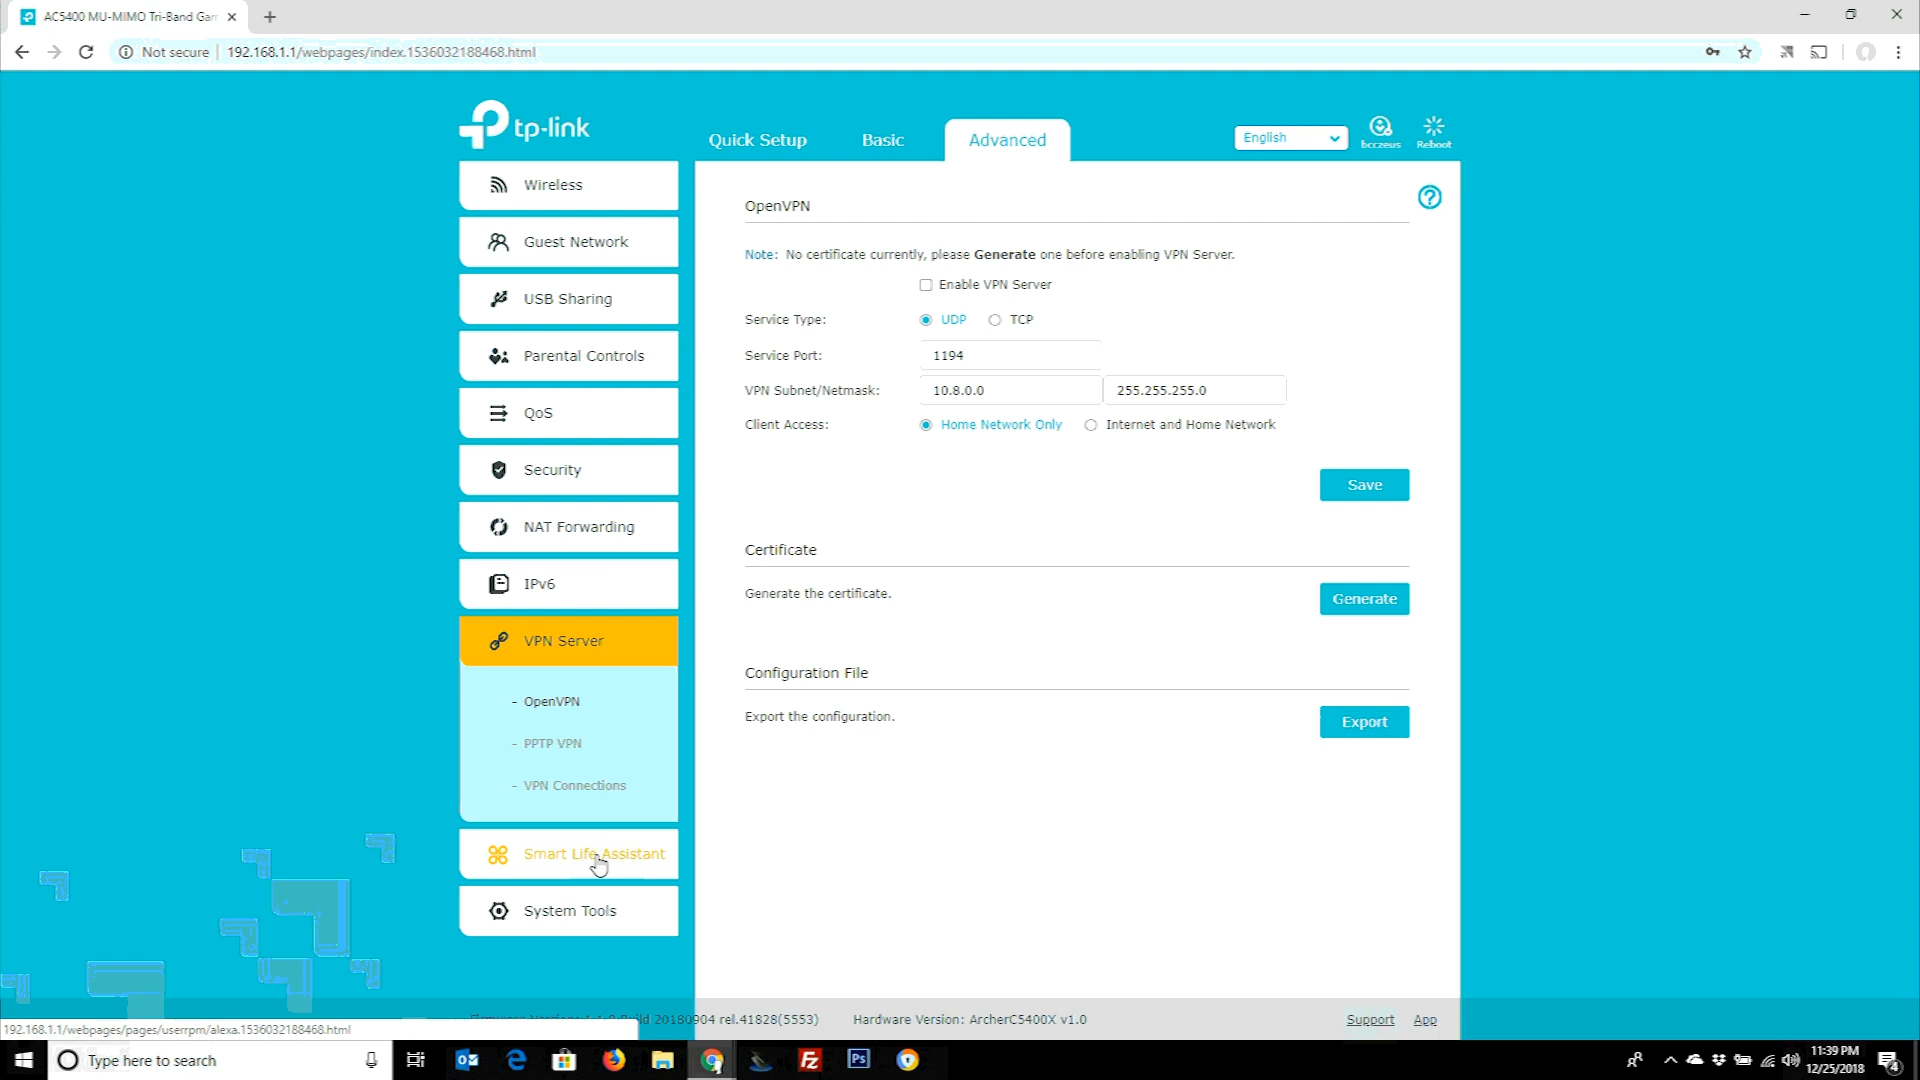 AC5400 MU-MIMO Tri-Band Gam
Not secure
192.168.1.1/webpages/index.1536032188468.html
tp-link
Quick Setup
Basic
Advanced
English
bcczeus
Reboot
Wireless
Guest Network
USB Sharing
Parental Controls
QoS
Security
NAT Forwarding
IPv6
VPN Server
- OpenVPN
- PPTP VPN
- VPN Connections
Smart Life Assistant
System Tools
OpenVPN
Note: No certificate currently, please Generate one before enabling VPN Server.
Enable VPN Server
Service Type: UDP TCP
Service Port: 1194
VPN Subnet/Netmask: 10.8.0.0 255.255.255.0
Client Access: Home Network Only Internet and Home Network
Save
Certificate
Generate the certificate.
Generate
Configuration File
Export the configuration.
Export
20180904 rel.41828(5553) Hardware Version: ArcherC5400X v1.0 Support App
192.168.1.1/webpages/pages/userrpm/alexa.1536032188468.html
Type here to search
11:39 PM
12/25/2018
4